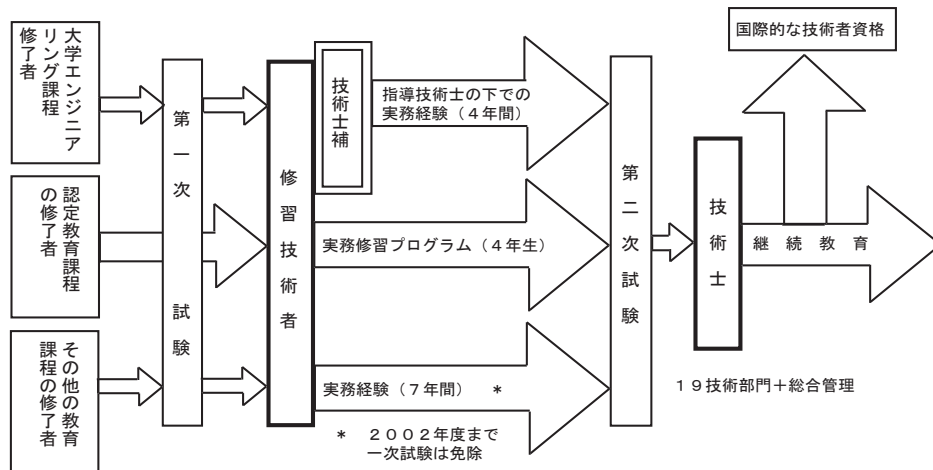 大学エンジニア
リング課程
修了者
認定教育課程
の修了者
その他の教育
課程の修了者
第一次 試験
修習技術者
技術士補
指導技術士の下での
実務経験（４年間）
実務修習プログラム（４年生）
実務経験（７年間） *
* ２００２年度まで
一次試験は免除
第二次試験
技術士
継続教育
国際的な技術者資格
１９技術部門＋総合管理